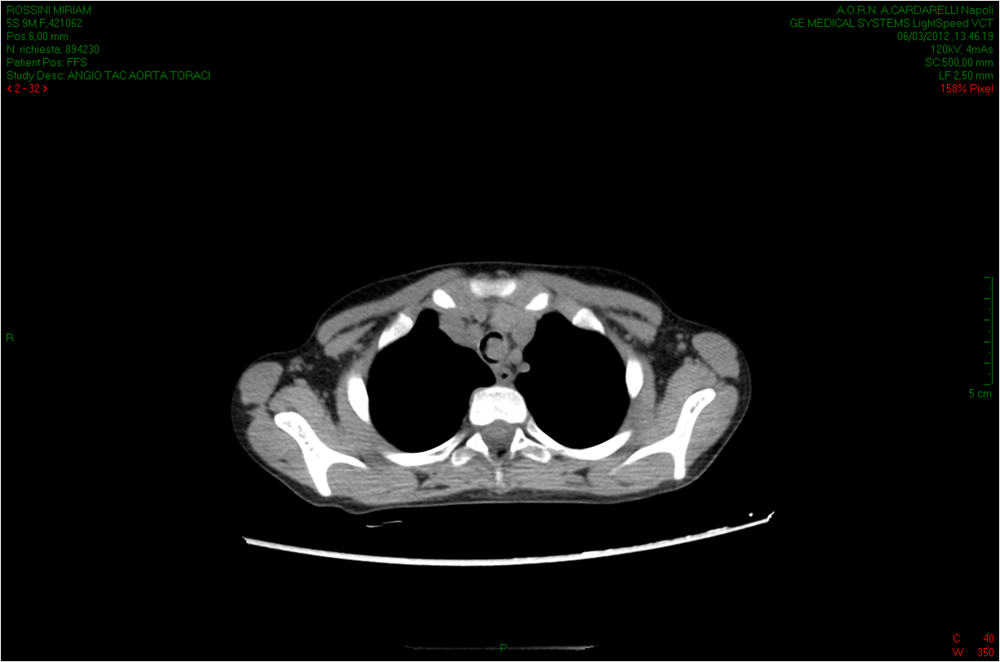 ROSSINI MIRIAM
5S 9M,F,421062
Pos:6,00 mm
N. richiesta: 894230
Patient Pos: FFS
Study Desc: ANGIO TAC AORTA TORACI
< 2 - 32 >
A.O.R.N. A.CARDARELLI Napoli
GE MEDICAL SYSTEMS LightSpeed VCT
06/03/2012 ,13.46.19
120kV, 4mAs
SC:500,00 mm
LF 2,50 mm
158% Pixel
R
5 cm
P
C 40
W 350